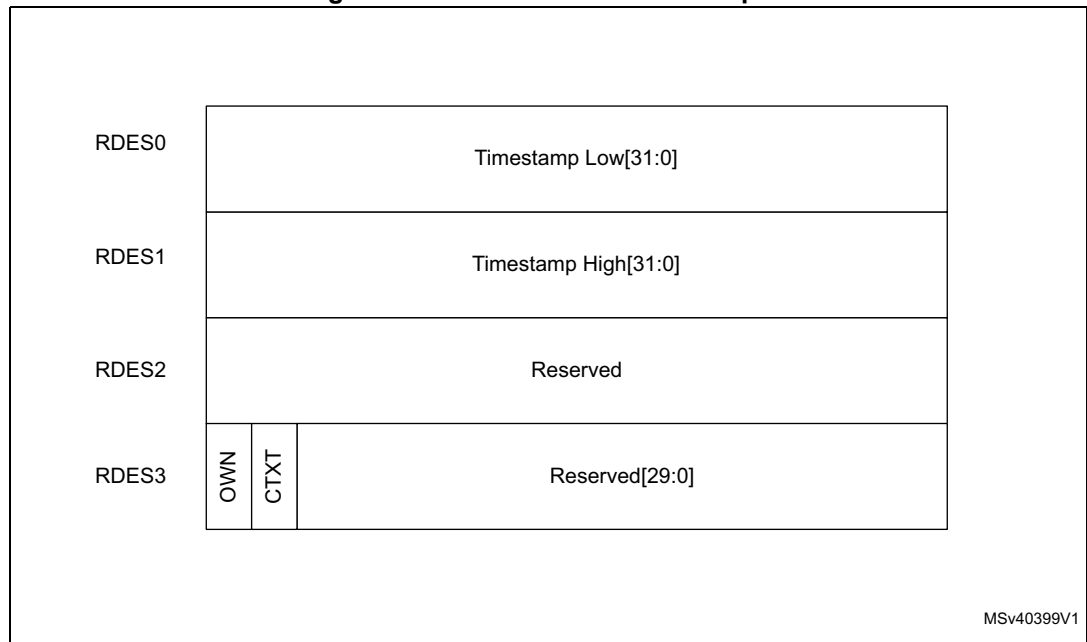 RDES0
Timestamp Low[31:0]
RDES1
Timestamp High[31:0]
RDES2
Reserved
RDES3
OWN
CTXT
Reserved[29:0]
MSv40399V1